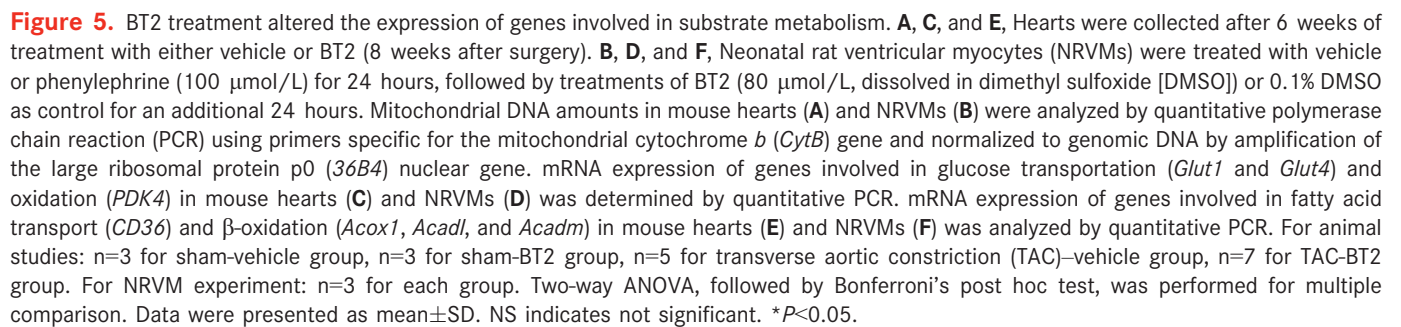 Figure 5. BT2 treatment altered the expression of genes involved in substrate metabolism. A, C, and E, Hearts were collected after 6 weeks of
treatment with either vehicle or BT2 (8 weeks after surgery). B, D, and F, Neonatal rat ventricular myocytes (NRVMs) were treated with vehicle
or phenylephrine (100 μmol/L) for 24 hours, followed by treatments of BT2 (80 μmol/L, dissolved in dimethyl sulfoxide [DMSO]) or 0.1% DMSO
as control for an additional 24 hours. Mitochondrial DNA amounts in mouse hearts (A) and NRVMs (B) were analyzed by quantitative polymerase
chain reaction (PCR) using primers specific for the mitochondrial cytochrome b (CytB) gene and normalized to genomic DNA by amplification of
the large ribosomal protein p0 (36B4) nuclear gene. mRNA expression of genes involved in glucose transportation (Glut1 and Glut4) and
oxidation (PDK4) in mouse hearts (C) and NRVMs (D) was determined by quantitative PCR. mRNA expression of genes involved in fatty acid
transport (CD36) and β-oxidation (Acox1, Acadl, and Acadm) in mouse hearts (E) and NRVMs (F) was analyzed by quantitative PCR. For animal
studies: n=3 for sham-vehicle group, n=3 for sham-BT2 group, n=5 for transverse aortic constriction (TAC)–vehicle group, n=7 for TAC-BT2
group. For NRVM experiment: n=3 for each group. Two-way ANOVA, followed by Bonferroni's post hoc test, was performed for multiple
comparison. Data were presented as mean±SD. NS indicates not significant. *P<0.05.